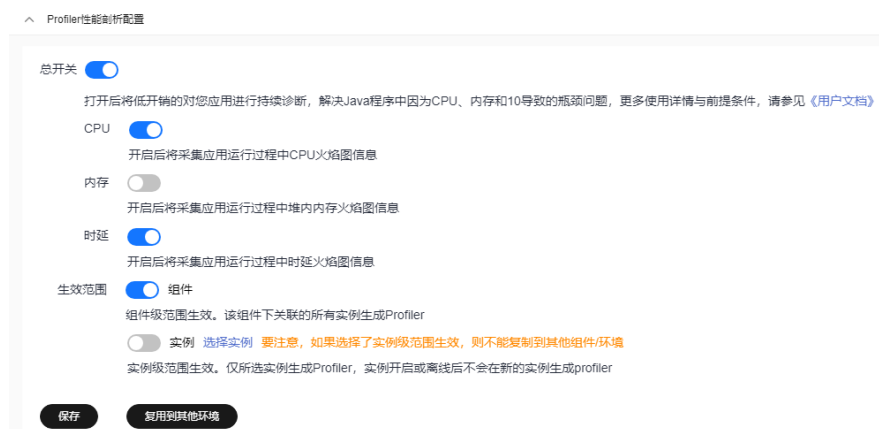 Profiler性能剖析配置
总开关
打开后将低开销的对您应用进行持续诊断，解决Java程序中因为CPU、内存和10导致的瓶颈问题，更多使用详情与前提条件，请参见《用户文档》
CPU
开启后将采集应用运行过程中CPU火焰图信息
内存
开启后将采集应用运行过程中堆内内存火焰图信息
时延
开启后将采集应用运行过程中时延火焰图信息
生效范围 组件
组件级范围生效。该组件下关联的所有实例生成Profiler
实例 选择实例 要注意，如果选择了实例级范围生效，则不能复制到其他组件/环境
实例级范围生效。仅所选实例生成Profiler，实例开启或离线后不会在新的实例生成profiler
保存 复用到其他环境